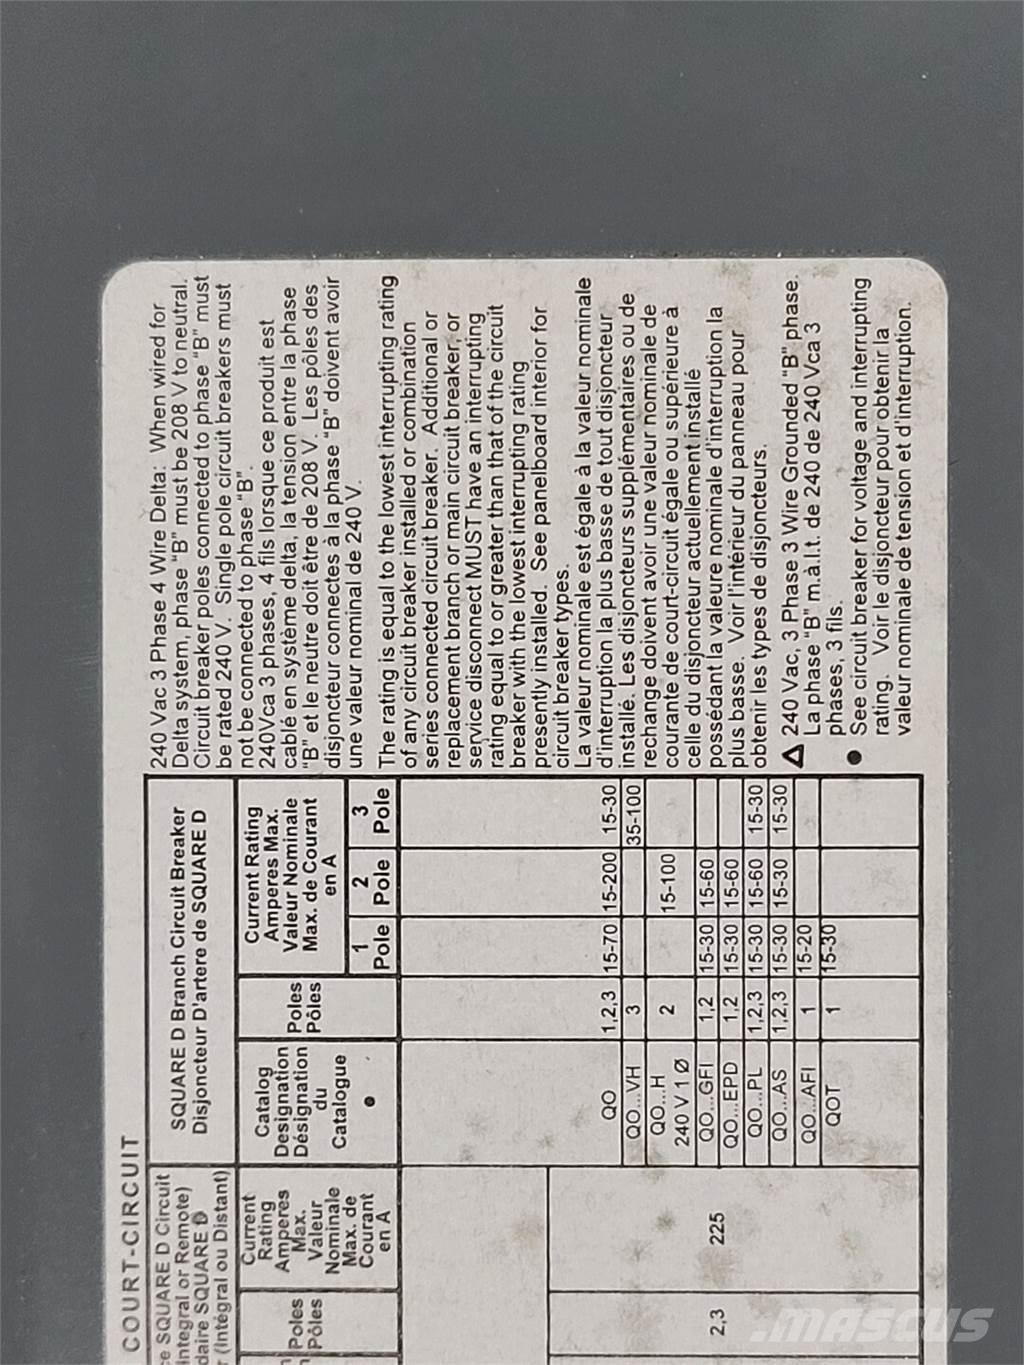 COURT-CIRCUIT
SQUARE D Circuit
Integral or Remote)
SQUARE D
(Intégral ou Distant)
Poles
Pôles
Current
Rating
Amperes
Max.
Valeur
Nominale
Max. de
Courant
en A
2,3 225
SQUARE D Branch Circuit Breaker
Disjoncteur D'artere de SQUARE D
Catalog
Designation
Désignation
du
Catalogue
●
Poles
Pôles
Current Rating
Amperes Max.
Valeur Nominale
Max. de Courant
en A
1
Pole
2
Pole
3
Pole
QO 1,2,3 15-70 15-200 15-30
QO...VH 3 35-100
QO...H 2 15-100
240 V 1 Ø
QO...GFI 1,2 15-30 15-60
QO...EPD 1,2 15-30 15-60
QO...PL 1,2,3 15-30 15-60 15-30
QO...AS 1,2,3 15-30 15-30 15-30
QO...AFI 1 15-20
QOT 1 15-30
240 Vac 3 Phase 4 Wire Delta: When wired for
Delta system, phase "B" must be 208 V to neutral.
Circuit breaker poles connected to phase "B" must
be rated 240 V. Single pole circuit breakers must
not be connected to phase "B".
240Vca 3 phases, 4 fils lorsque ce produit est
cablé en système delta, la tension entre la phase
"B" et le neutre doit être de 208 V. Les pôles des
disjoncteur connectes à la phase "B" doivent avoir
une valeur nominal de 240 V.
The rating is equal to the lowest interrupting rating
of any circuit breaker installed or combination
series connected circuit breaker. Additional or
replacement branch or main circuit breaker, or
service disconnect MUST have an interrupting
rating equal to or greater than that of the circuit
breaker with the lowest interrupting rating
presently installed. See panelboard interior for
circuit breaker types.
La valeur nominale est égale à la valeur nominale
d'interruption la plus basse de tout disjoncteur
installé. Les disjoncteurs supplémentaires ou de
rechange doivent avoir une valeur nominale de
courante de court-circuit égale ou supérieure à
celle du disjoncteur actuellement installé
possédant la valeure nominale d'interruption la
plus basse. Voir l'intérieur du panneau pour
obtenir les types de disjoncteurs.
Δ 240 Vac, 3 Phase 3 Wire Grounded "B" phase.
La phase "B" m.à.l.t. de 240 de 240 Vca 3
phases, 3 fils.
● See circuit breaker for voltage and interrupting
rating. Voir le disjoncteur pour obtenir la
valeur nominale de tension et d'interruption.
.mascus